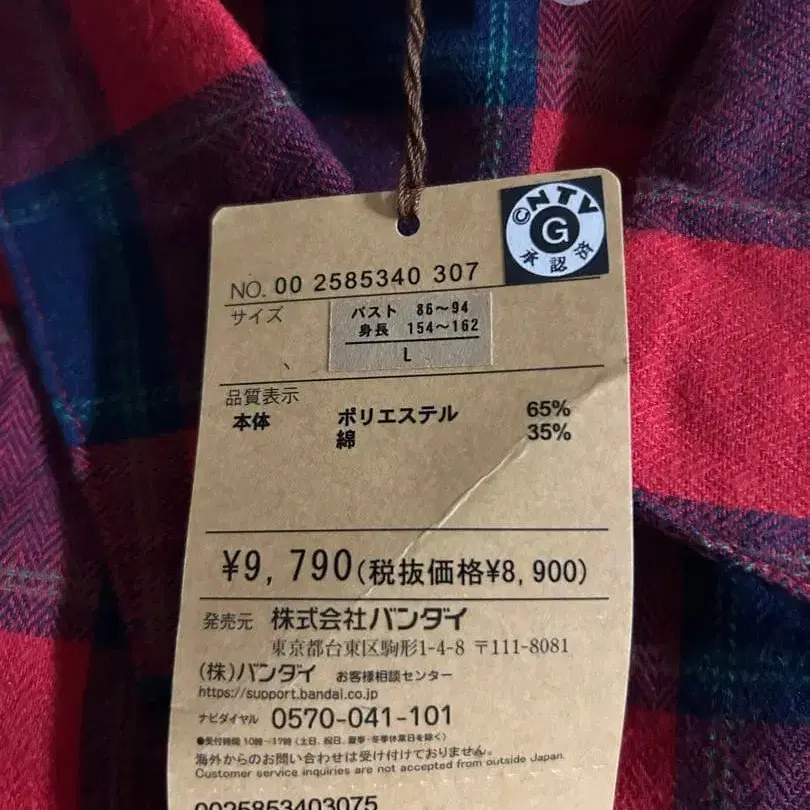 ©NTV
G
承認済
NO. 00 2585340 307
サイズ
バスト 86〜94
身長 154〜162
L
品質表示
本体 ポリエステル 65%
綿 35%
¥9,790(税抜価格¥8,900)
発売元 株式会社バンダイ
東京都台東区駒形1-4-8 〒111-8081
(株)バンダイ お客様相談センター
https://support.bandai.co.jp
ナビダイヤル 0570-041-101
●受付時間 10時〜17時 (土日、祝日、夏季・冬季休業日を除く)
海外からのお問い合わせは受け付けておりません。
Customer service inquiries are not accepted from outside Japan.
0025853403075